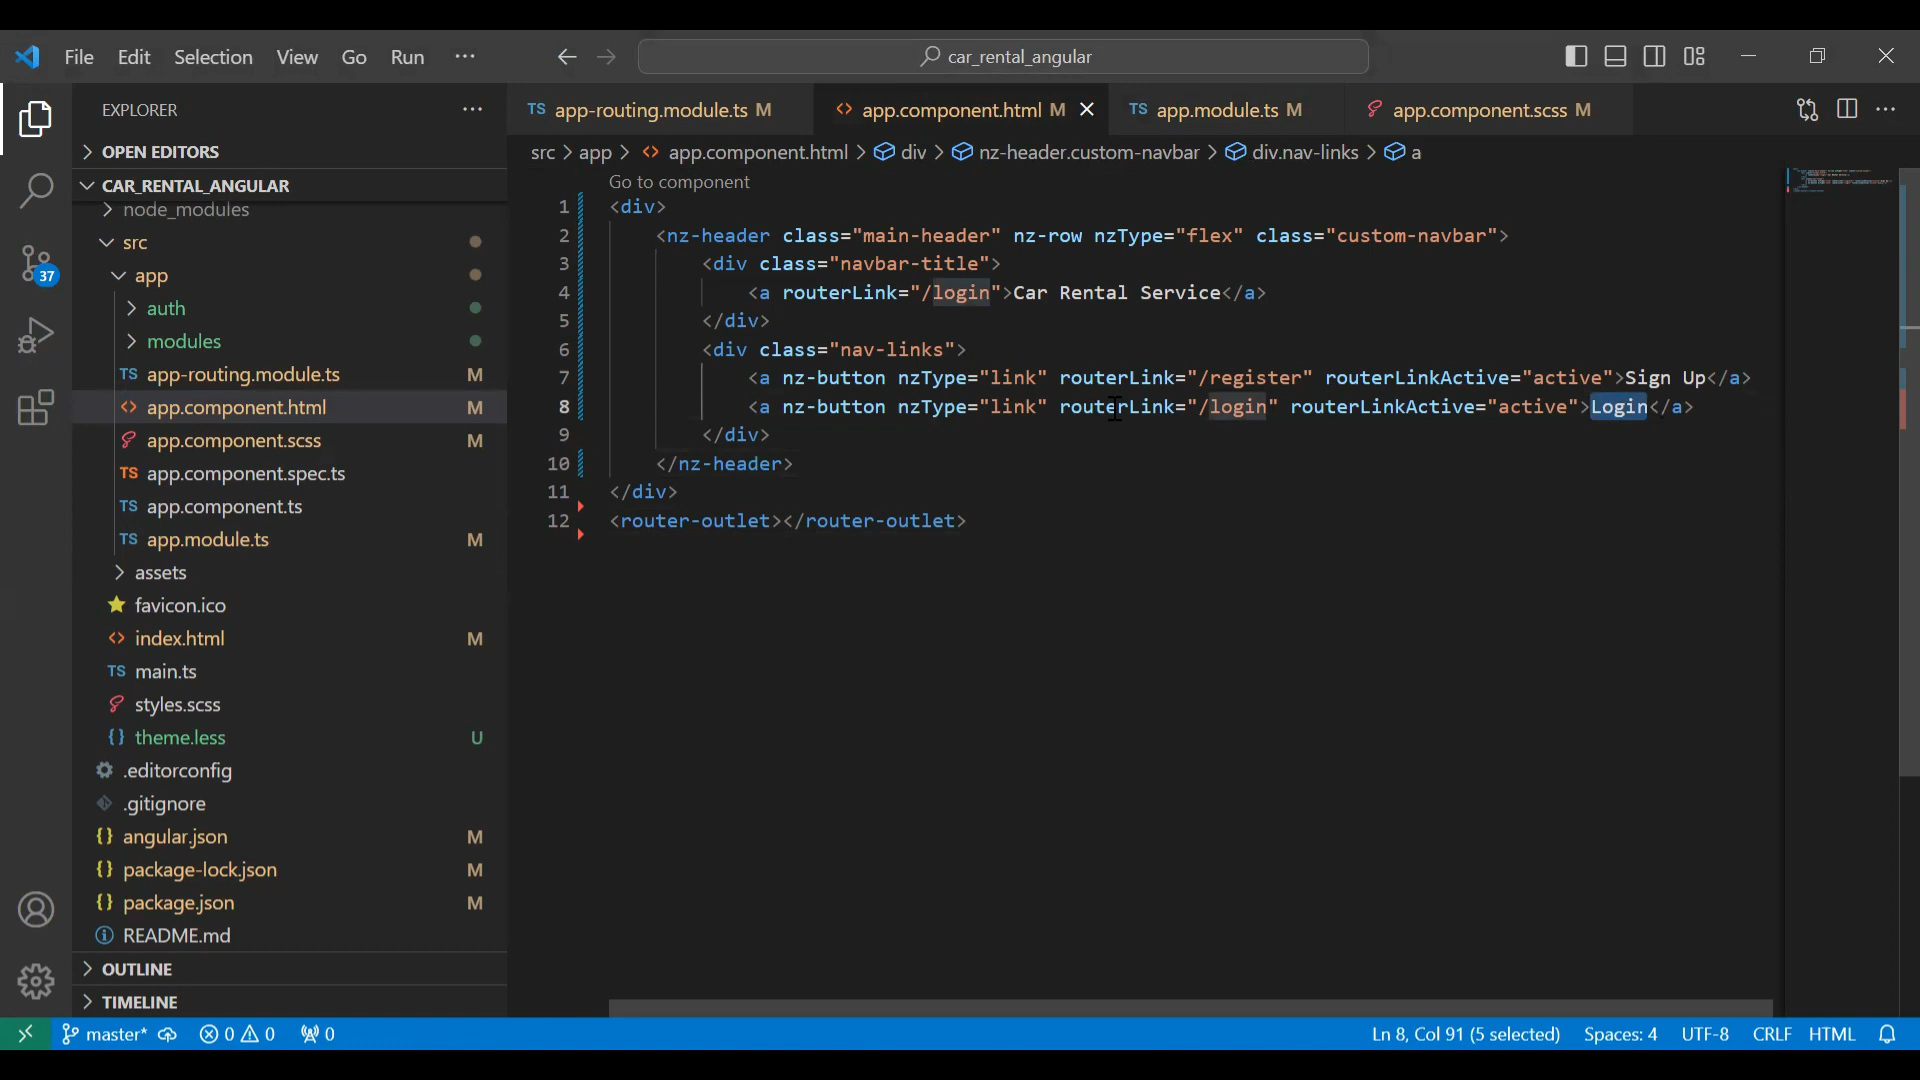 File Edit Selection View Go Run ...
car_rental_angular
EXPLORER
OPEN EDITORS
CAR_RENTAL_ANGULAR
node_modules
src
app
auth
modules
TS app-routing.module.ts M
app.component.html M
app.component.scss M
TS app.component.spec.ts
TS app.component.ts
TS app.module.ts M
assets
favicon.ico
index.html M
TS main.ts
styles.scss
{} theme.less U
.editorconfig
.gitignore
{} angular.json M
{} package-lock.json M
{} package.json M
README.md
OUTLINE
TIMELINE
37
TS app-routing.module.ts M <> app.component.html M TS app.module.ts M app.component.scss M
src > app > <> app.component.html > div > nz-header.custom-navbar > div.nav-links > a
Go to component
1 <div>
2 <nz-header class="main-header" nz-row nzType="flex" class="custom-navbar">
3 <div class="navbar-title">
4 <a routerLink="/login">Car Rental Service</a>
5 </div>
6 <div class="nav-links">
7 <a nz-button nzType="link" routerLink="/register" routerLinkActive="active">Sign Up</a>
8 <a nz-button nzType="link" routerLink="/login" routerLinkActive="active">Login</a>
9 </div>
10 </nz-header>
11 </div>
12 <router-outlet></router-outlet>
master* 0 0 0 Ln 8, Col 91 (5 selected) Spaces: 4 UTF-8 CRLF HTML